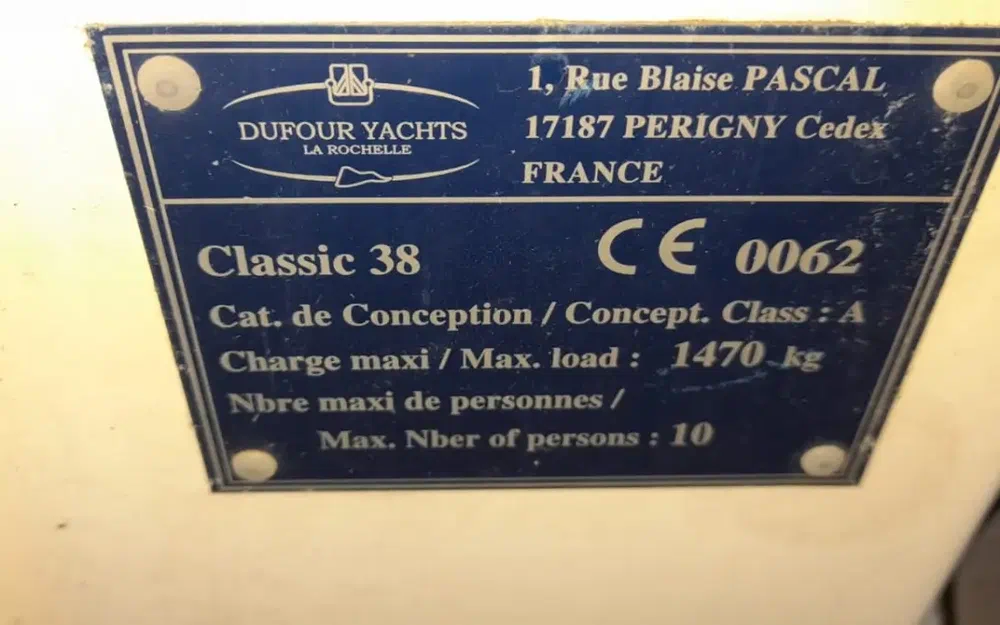 DUFOUR YACHTS
LA ROCHELLE
1, Rue Blaise PASCAL
17187 PERIGNY Cedex
FRANCE
Classic 38 CE 0062
Cat. de Conception / Concept. Class : A
Charge maxi / Max. load : 1470 kg
Nbre maxi de personnes /
Max. Nber of persons : 10